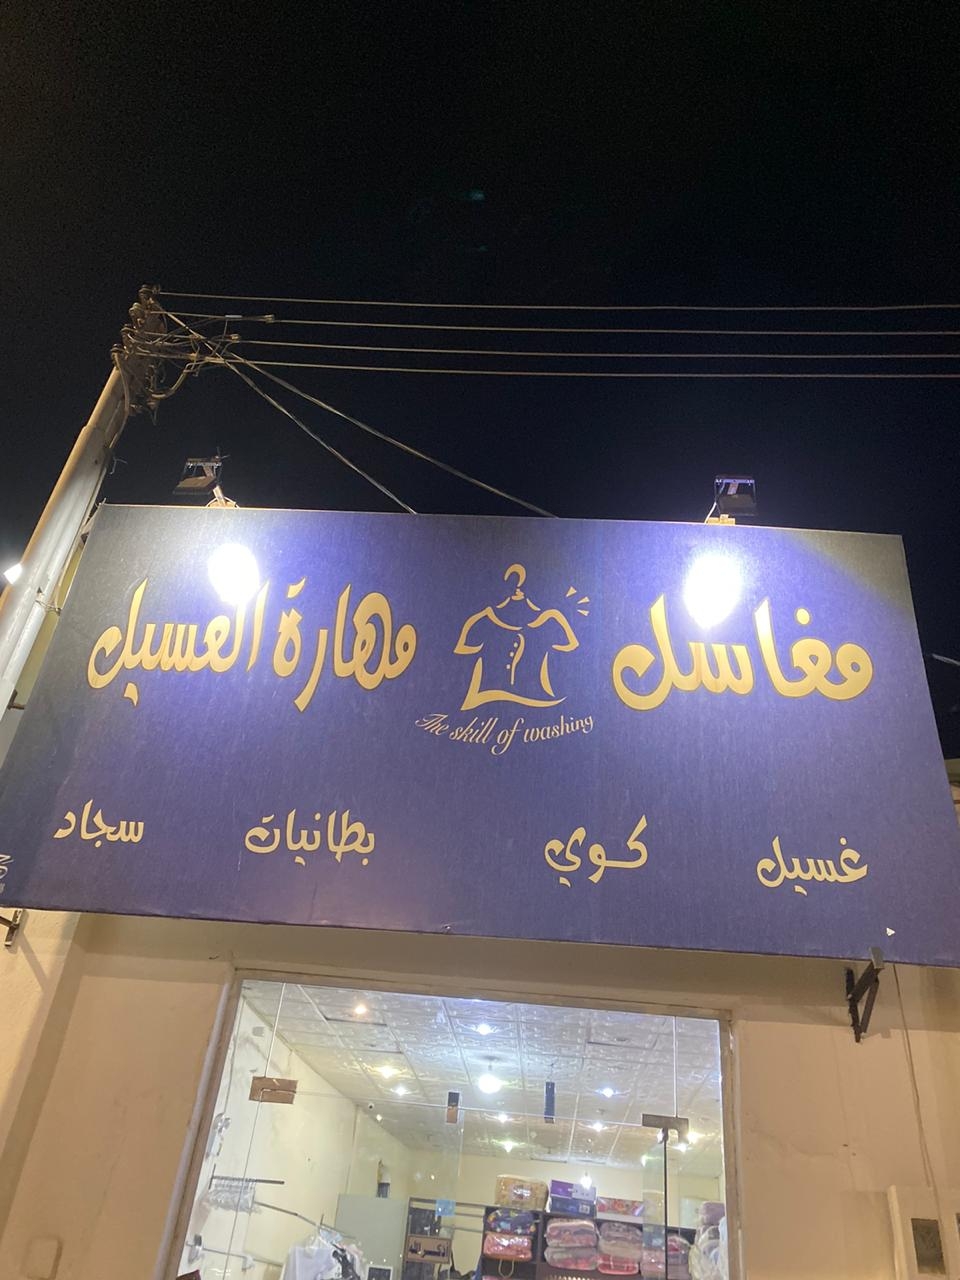 مغاسل مهارة الغسيل
The skill of washing
غسيل كوي بطانيات سجاد